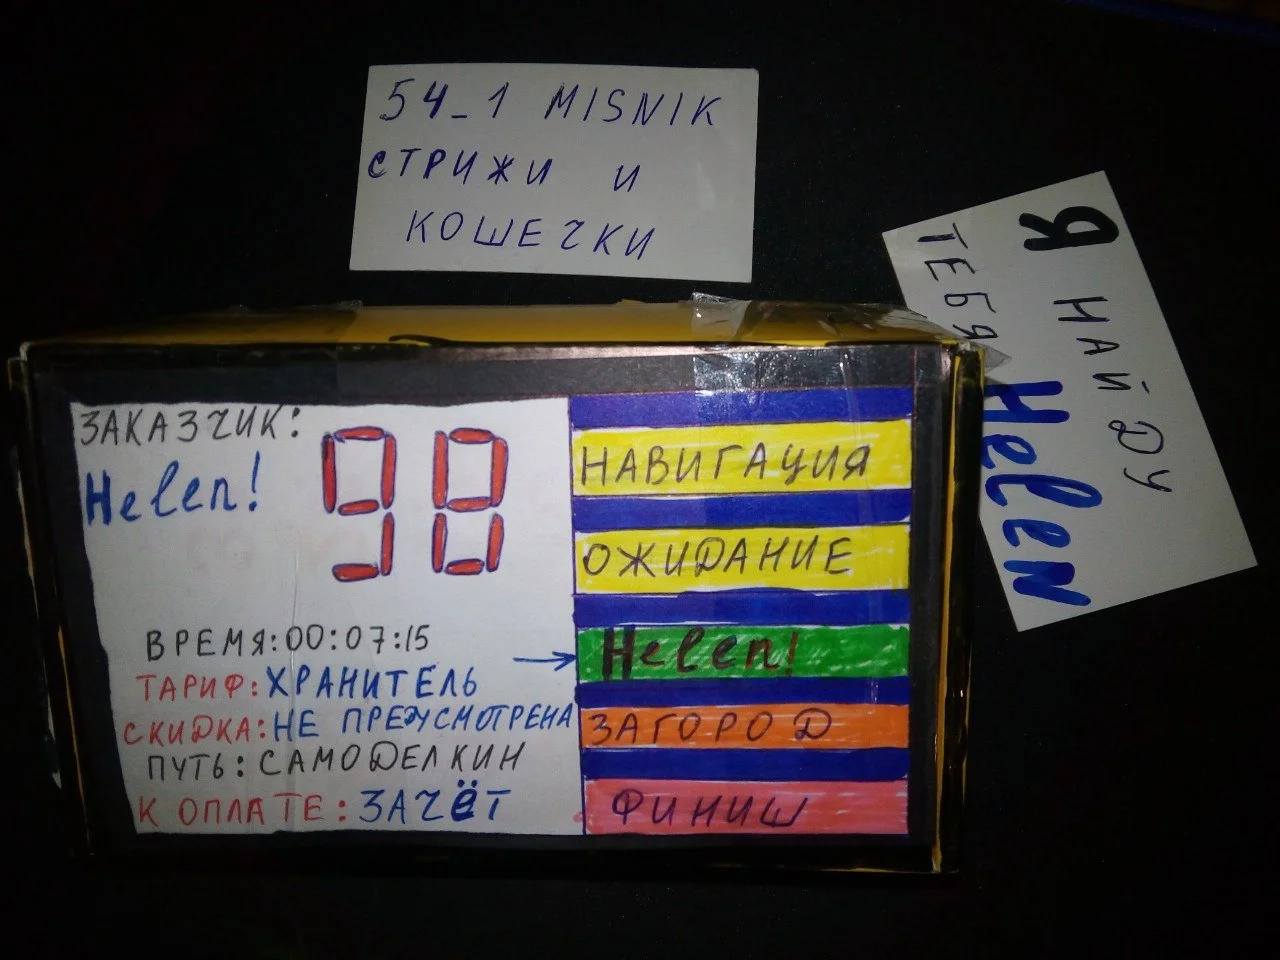 54_1 MISNIK
СТРИЖИ И
КОШЕЧКИ
Я НАЙДУ
ТЕБЯ
Helen
ЗАКАЗЧИК:
Helen!
98
ВРЕМЯ:00:07:15
ТАРИФ:ХРАНИТЕЛЬ
СКИДКА:НЕ ПРЕДУСМОТРЕНА
ПУТЬ:САМОДЕЛКИН
К ОПЛАТЕ:ЗАЧЁТ
НАВИГАЦИЯ
ОЖИДАНИЕ
Helen!
ЗАГОРОД
ФИНИШ